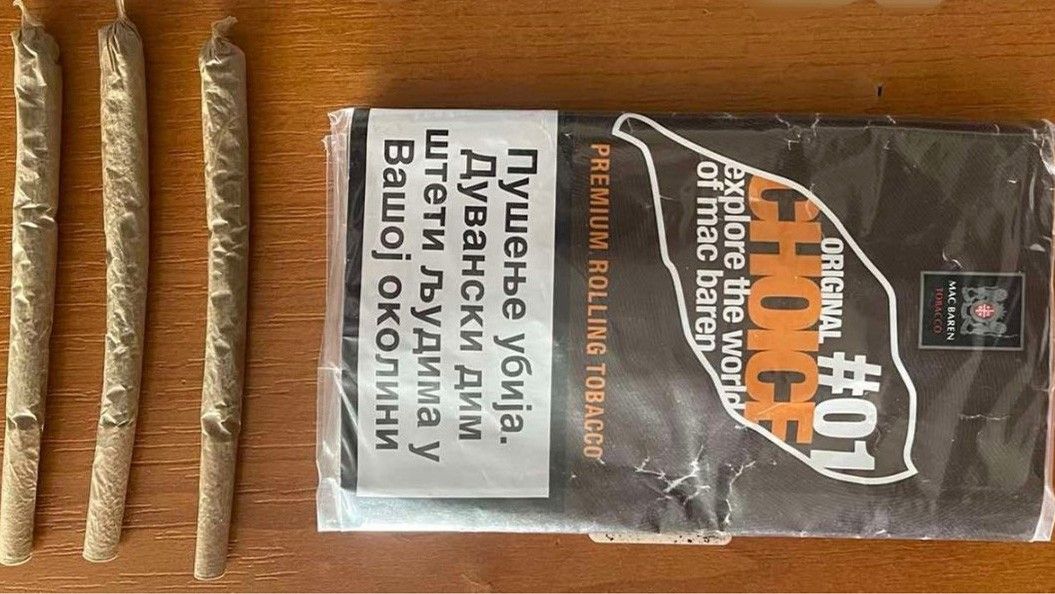 MAC BAREN
TOBACCO
ORIGINAL #01
CHOICE
explore the world
of mac baren
PREMIUM ROLLING TOBACCO
Пушење убија.
Дувански дим
штети људима у
Вашој околини